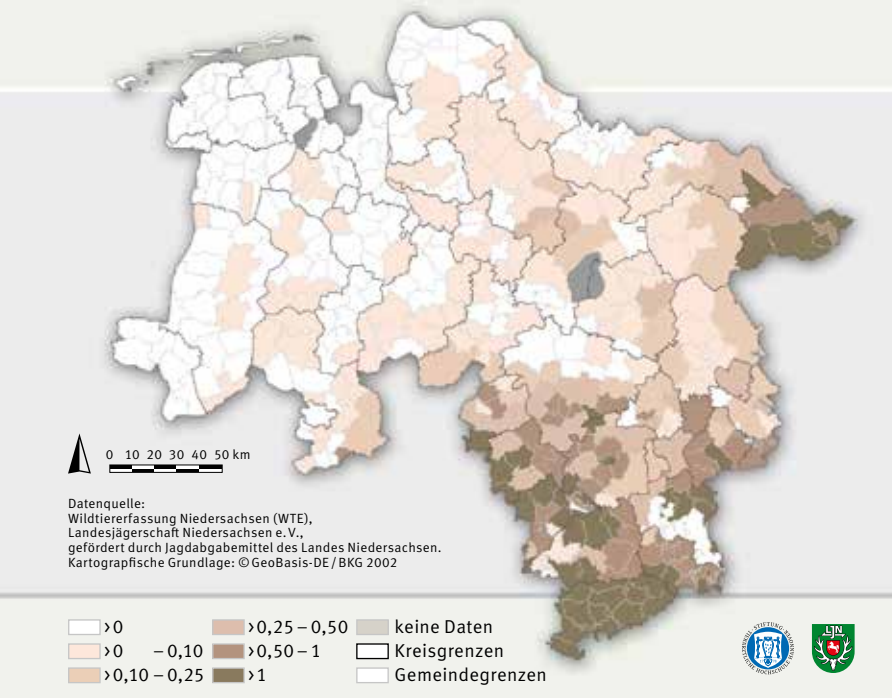 0 10 20 30 40 50 km
Datenquelle:
Wildtiererfassung Niedersachsen (WTE),
Landesjägerschaft Niedersachsen e. V.,
gefördert durch Jagdabgabemittel des Landes Niedersachsen.
Kartografische Grundlage: © GeoBasis-DE / BKG 2002
>0
>0 – 0,10
>0,10 – 0,25
>0,25 – 0,50
>0,50 – 1
>1
keine Daten
Kreisgrenzen
Gemeindegrenzen
LJN